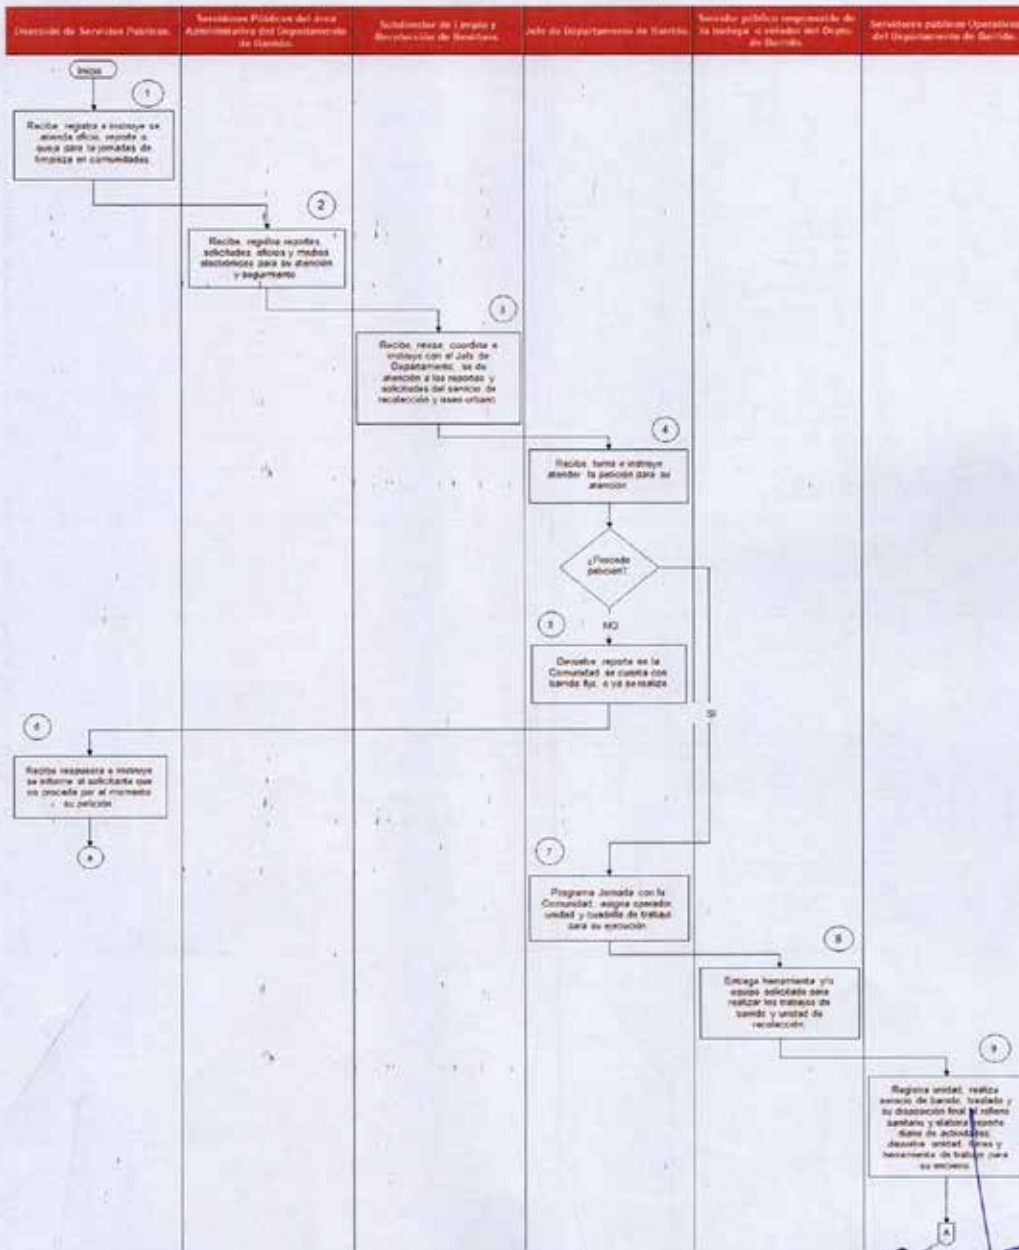 Dirección de Servicios Públicos.
Servidores Públicos del área
Administrativa del Departamento
de Barrido.
Subdirector de Limpia y
Recolección de Residuos.
Jefe de Departamento de Barrido.
Servidor público responsable de
la bodega del Depto.
de Barrido.
Servidores públicos Operativos
del Departamento de Barrido.
Inicio
1
Recibe, registra e instruye se
atienda oficio, reporte o
queja para la jornadas de
limpieza en comunidades
2
Recibe, registra reportes,
solicitudes, oficios y medios
electrónicos para su atención
y seguimiento
3
Recibe, revisa, coordina e
instruye con el Jefe de
Departamento, se de
atención a los reportes y
solicitudes del servicio de
recolección y aseo urbano
4
Recibe, turna e instruye
atender la petición para su
atención
¿Procede
petición?
NO
SI
5
Devuelve reporte en la
Comunidad se cuenta con
barrido fijo, o ya se realizo
6
Recibe respuesta e instruye
se informe al solicitante que
no procede por el momento
su petición
7
Programa Jornada con la
Comunidad, asigna operador,
unidad y cuadrilla de trabajo
para su ejecución
8
Entrega herramienta y/o
equipo solicitado para
realizar los trabajos de
barrido y unidad de
recolección
9
Registra unidad, realiza
servicio de barrido, traslado y
su disposición final al relleno
sanitario y elabora reporte
diario de actividades,
devuelve unidad, y
herramienta de trabajo para
su encierro
A